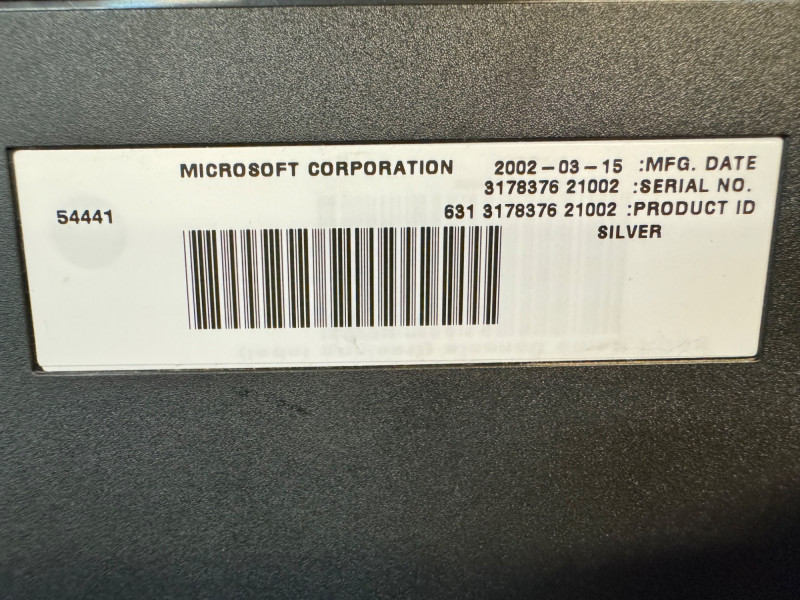 MICROSOFT CORPORATION 2002-03-15 :MFG. DATE
3178376 21002 :SERIAL NO.
54441 631 3178376 21002 :PRODUCT ID
SILVER